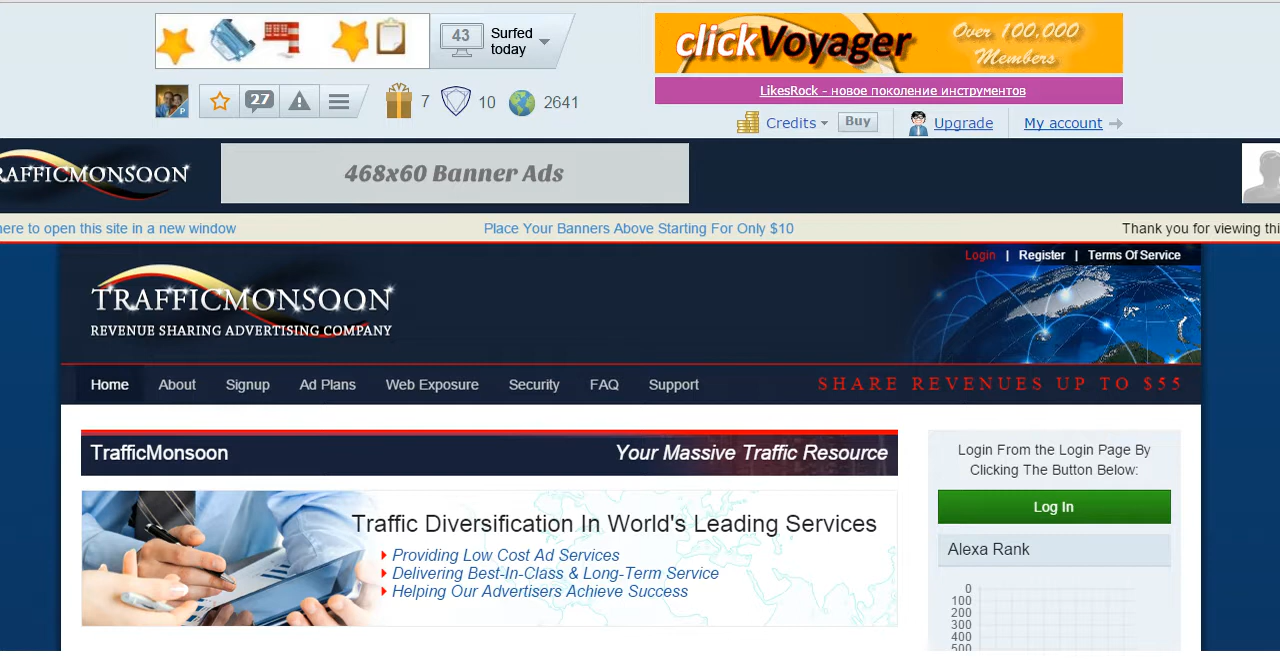 43
Surfed
today
clickVoyager
Over 100,000
Members
LikesRock - новое поколение инструментов
P
27
7
10
2641
Credits
Buy
Upgrade
My account
RAFFICMONSOON
468x60 Banner Ads
here to open this site in a new window
Place Your Banners Above Starting For Only $10
Thank you for viewing thi
Login | Register | Terms Of Service
TRAFFICMONSOON
REVENUE SHARING ADVERTISING COMPANY
Home About Signup Ad Plans Web Exposure Security FAQ Support
SHARE REVENUES UP TO $55
TrafficMonsoon
Your Massive Traffic Resource
Traffic Diversification In World's Leading Services
Providing Low Cost Ad Services
Delivering Best-In-Class & Long-Term Service
Helping Our Advertisers Achieve Success
Login From the Login Page By
Clicking The Button Below:
Log In
Alexa Rank
0
100
200
300
400
500